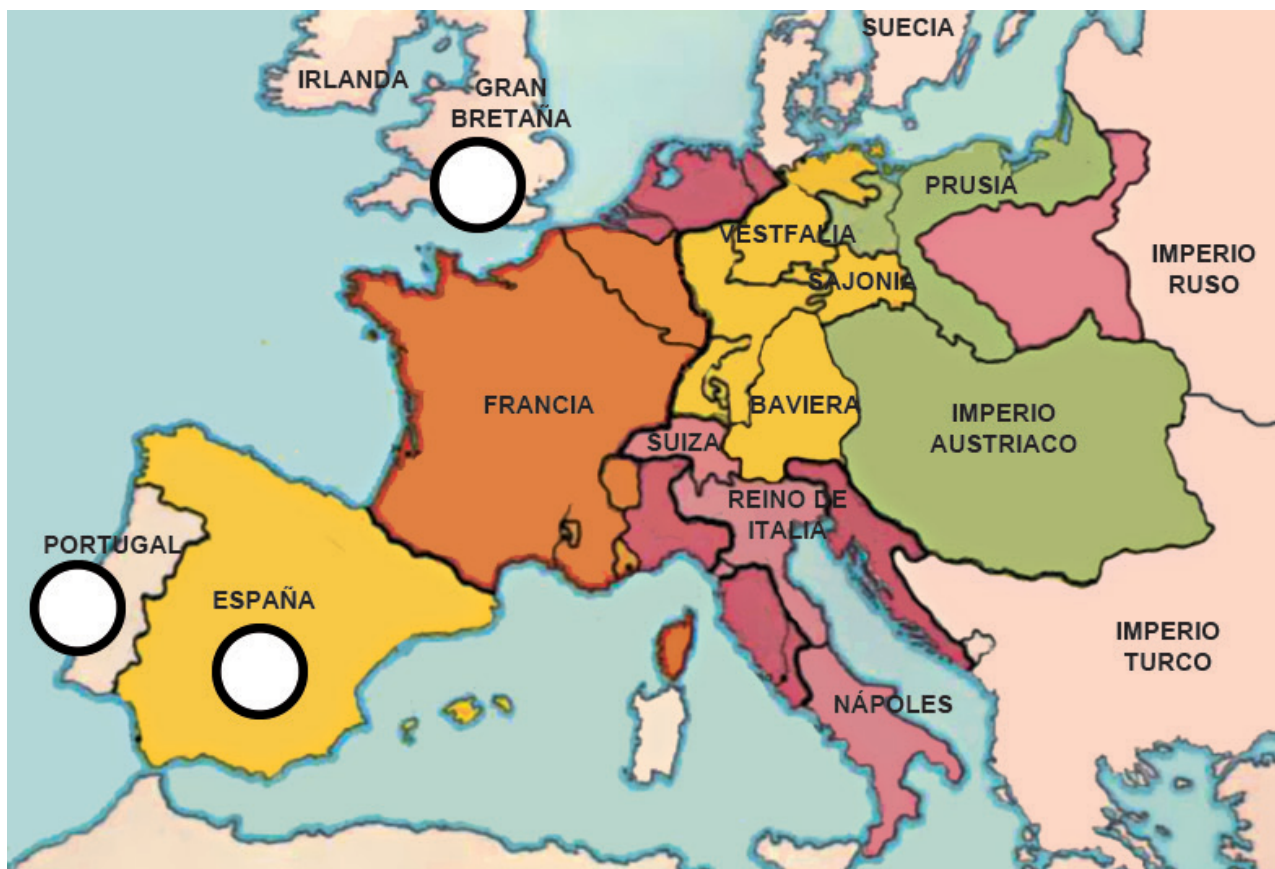 SUECIA
IRLANDA
GRAN
BRETAÑA
PRUSIA
VESTFALIA
SAJONIA
IMPERIO
RUSO
FRANCIA
BAVIERA
IMPERIO
AUSTRIACO
SUIZA
REINO DE
ITALIA
PORTUGAL
ESPAÑA
IMPERIO
TURCO
NÁPOLES